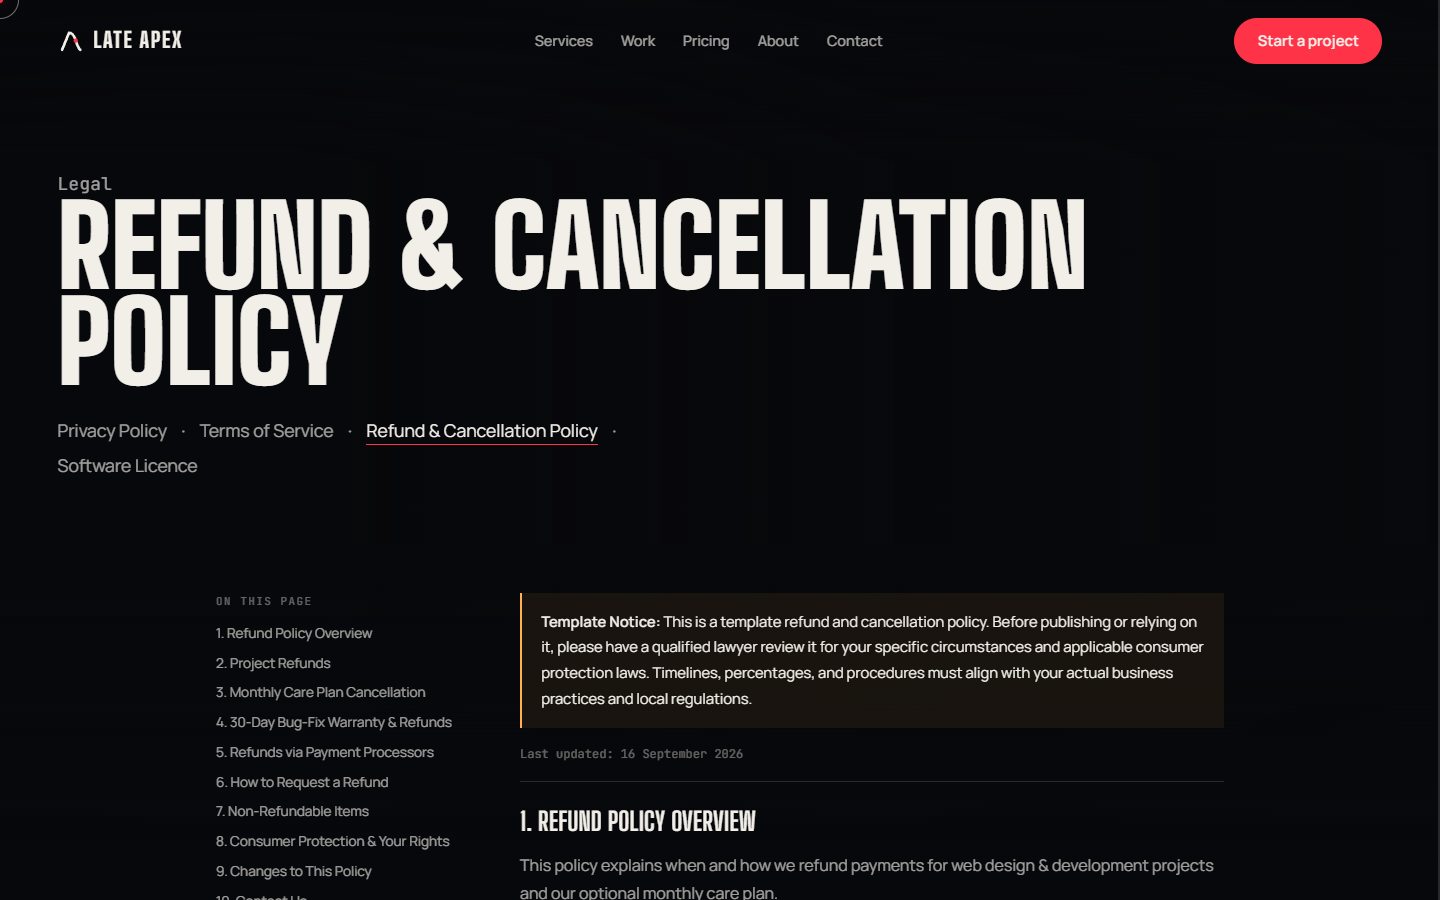 LATE APEX
Services
Work
Pricing
About
Contact
Start a project
Legal
REFUND & CANCELLATION
POLICY
Privacy Policy · Terms of Service · Refund & Cancellation Policy ·
Software Licence
ON THIS PAGE
1. Refund Policy Overview
2. Project Refunds
3. Monthly Care Plan Cancellation
4. 30-Day Bug-Fix Warranty & Refunds
5. Refunds via Payment Processors
6. How to Request a Refund
7. Non-Refundable Items
8. Consumer Protection & Your Rights
9. Changes to This Policy
10. Contact Us
Template Notice: This is a template refund and cancellation policy. Before publishing or relying on
it, please have a qualified lawyer review it for your specific circumstances and applicable consumer
protection laws. Timelines, percentages, and procedures must align with your actual business
practices and local regulations.
Last updated: 16 September 2026
1. REFUND POLICY OVERVIEW
This policy explains when and how we refund payments for web design & development projects
and our optional monthly care plan.